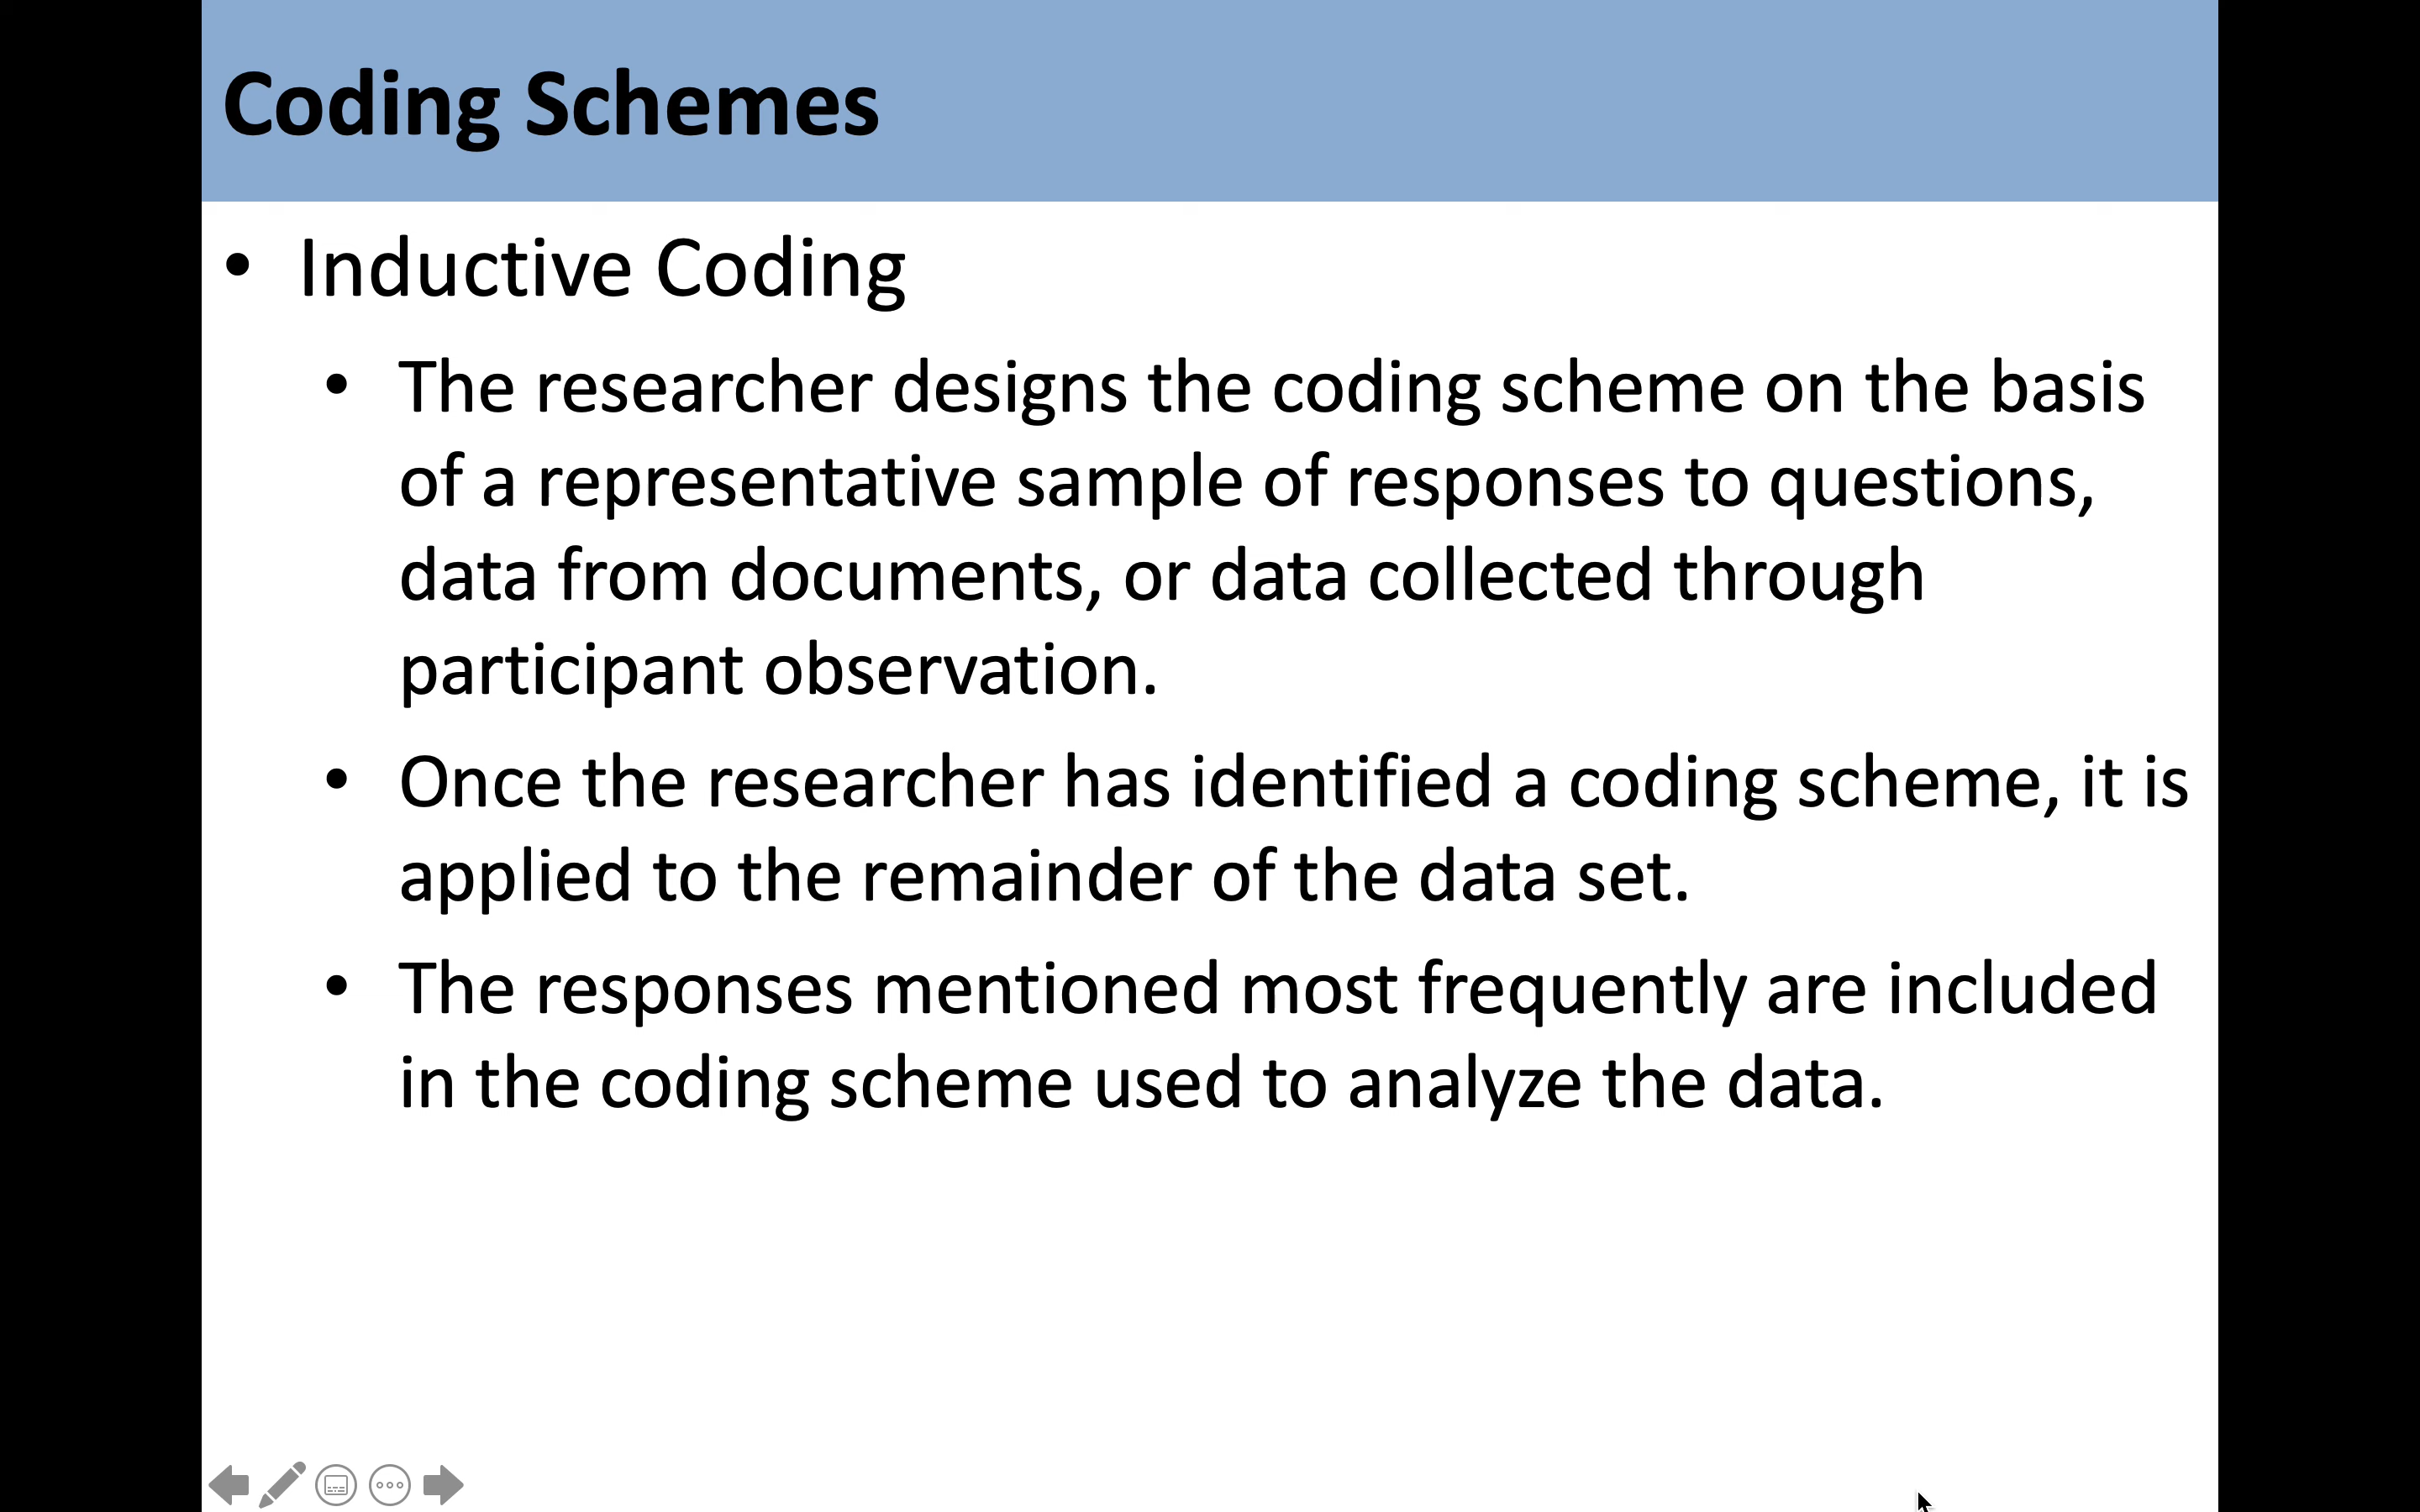 Coding Schemes
• Inductive Coding
• The researcher designs the coding scheme on the basis
of a representative sample of responses to questions,
data from documents, or data collected through
participant observation.
• Once the researcher has identified a coding scheme, it is
applied to the remainder of the data set.
• The responses mentioned most frequently are included
in the coding scheme used to analyze the data.